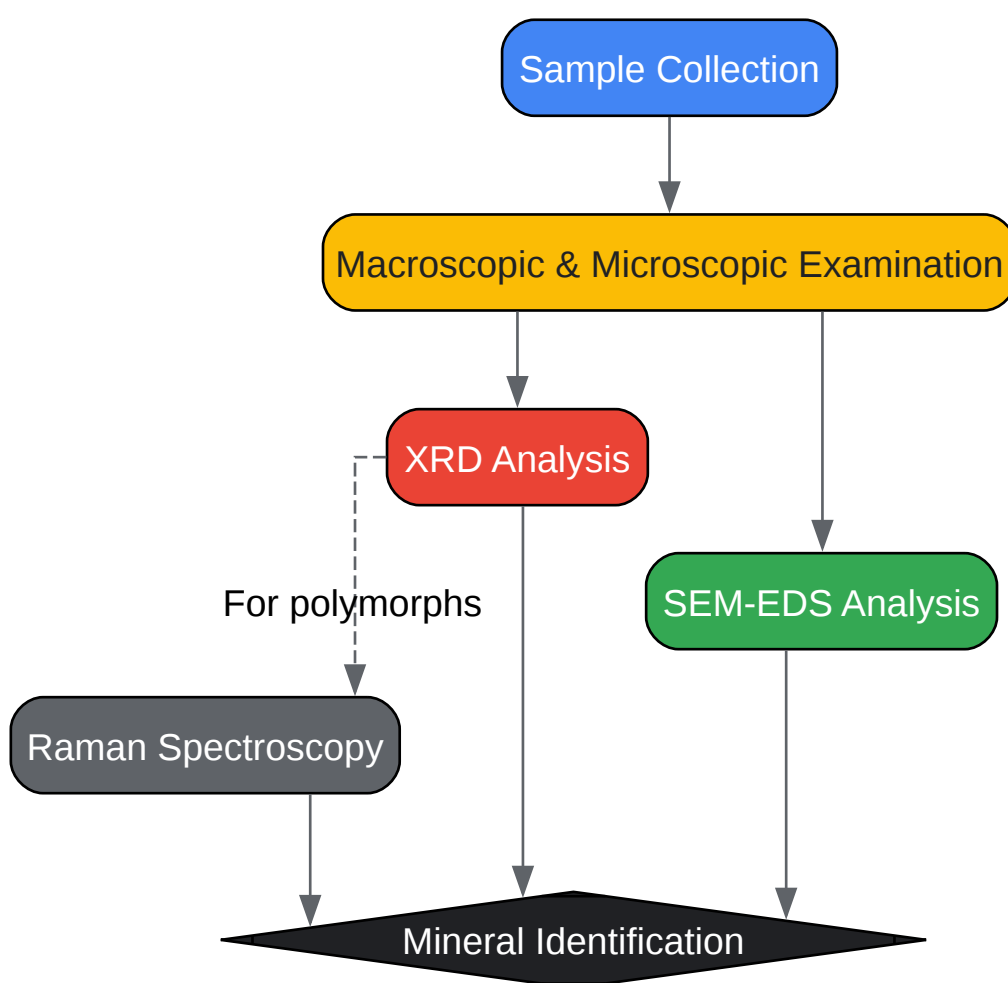 Sample Collection
Macroscopic & Microscopic Examination
XRD Analysis
For polymorphs
SEM-EDS Analysis
Raman Spectroscopy
Mineral Identification